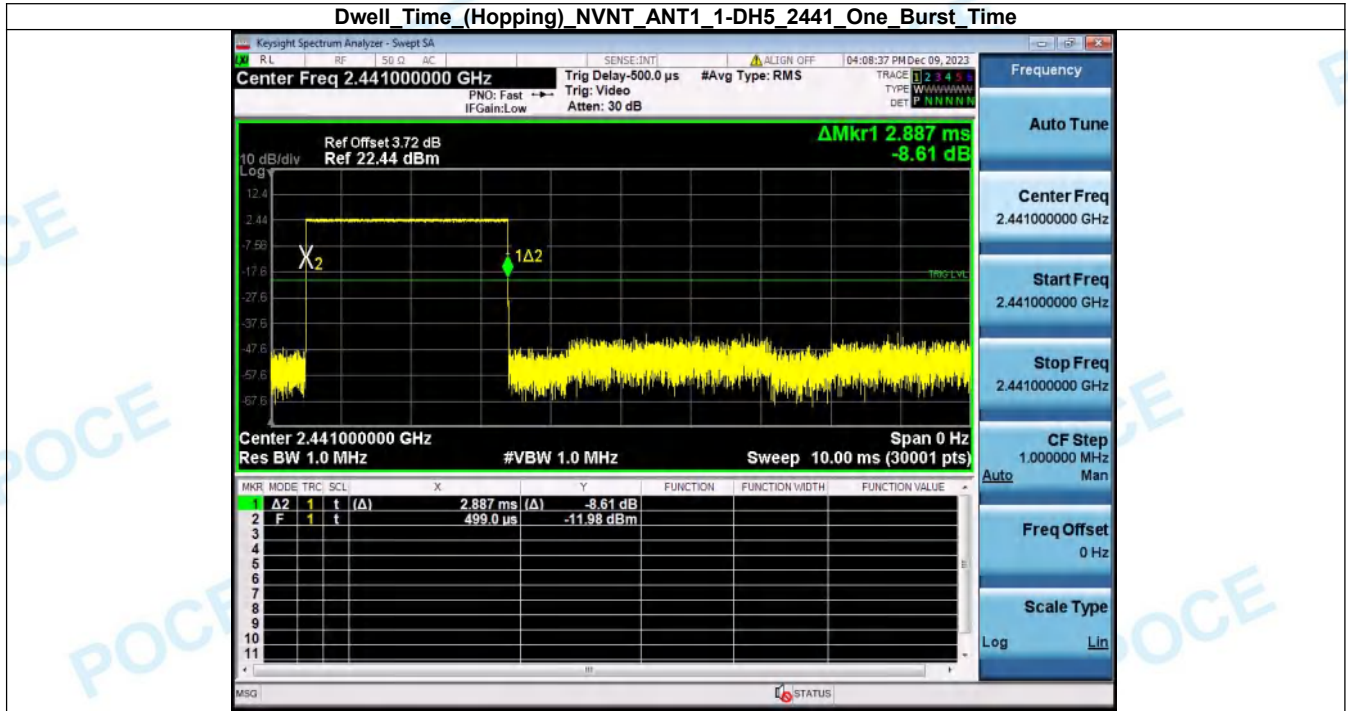 Dwell_Time_(Hopping)_NVNT_ANT1_1-DH5_2441_One_Burst_Time
Keysight Spectrum Analyzer - Swept SA
LXI RL RF 50 Ω AC SENSE:INT ALIGN OFF 04:08:37 PM Dec 09, 2023
Center Freq 2.441000000 GHz Trig Delay-500.0 µs #Avg Type: RMS TRACE 1 2 3 4 5 6
PNO: Fast Trig: Video TYPE WWWWWWW
IFGain:Low Atten: 30 dB DET P N N N N N
Frequency
ΔMkr1 2.887 ms
-8.61 dB
Ref Offset 3.72 dB
10 dB/div Ref 22.44 dBm
Log
12.4
2.44
-7.56
-17.6
-27.6
-37.6
-47.6
-57.6
-67.6
X2
1Δ2
TRIG LVL
Center 2.441000000 GHz Span 0 Hz
Res BW 1.0 MHz #VBW 1.0 MHz Sweep 10.00 ms (30001 pts)
MKR MODE TRC SCL X Y FUNCTION FUNCTION WIDTH FUNCTION VALUE
1 Δ2 1 t (Δ) 2.887 ms (Δ) -8.61 dB
2 F 1 t 499.0 µs -11.98 dBm
3
4
5
6
7
8
9
10
11
MSG STATUS
Auto Tune
Center Freq
2.441000000 GHz
Start Freq
2.441000000 GHz
Stop Freq
2.441000000 GHz
CF Step
1.000000 MHz
Auto Man
Freq Offset
0 Hz
Scale Type
Log Lin
POCE
POCE
POCE